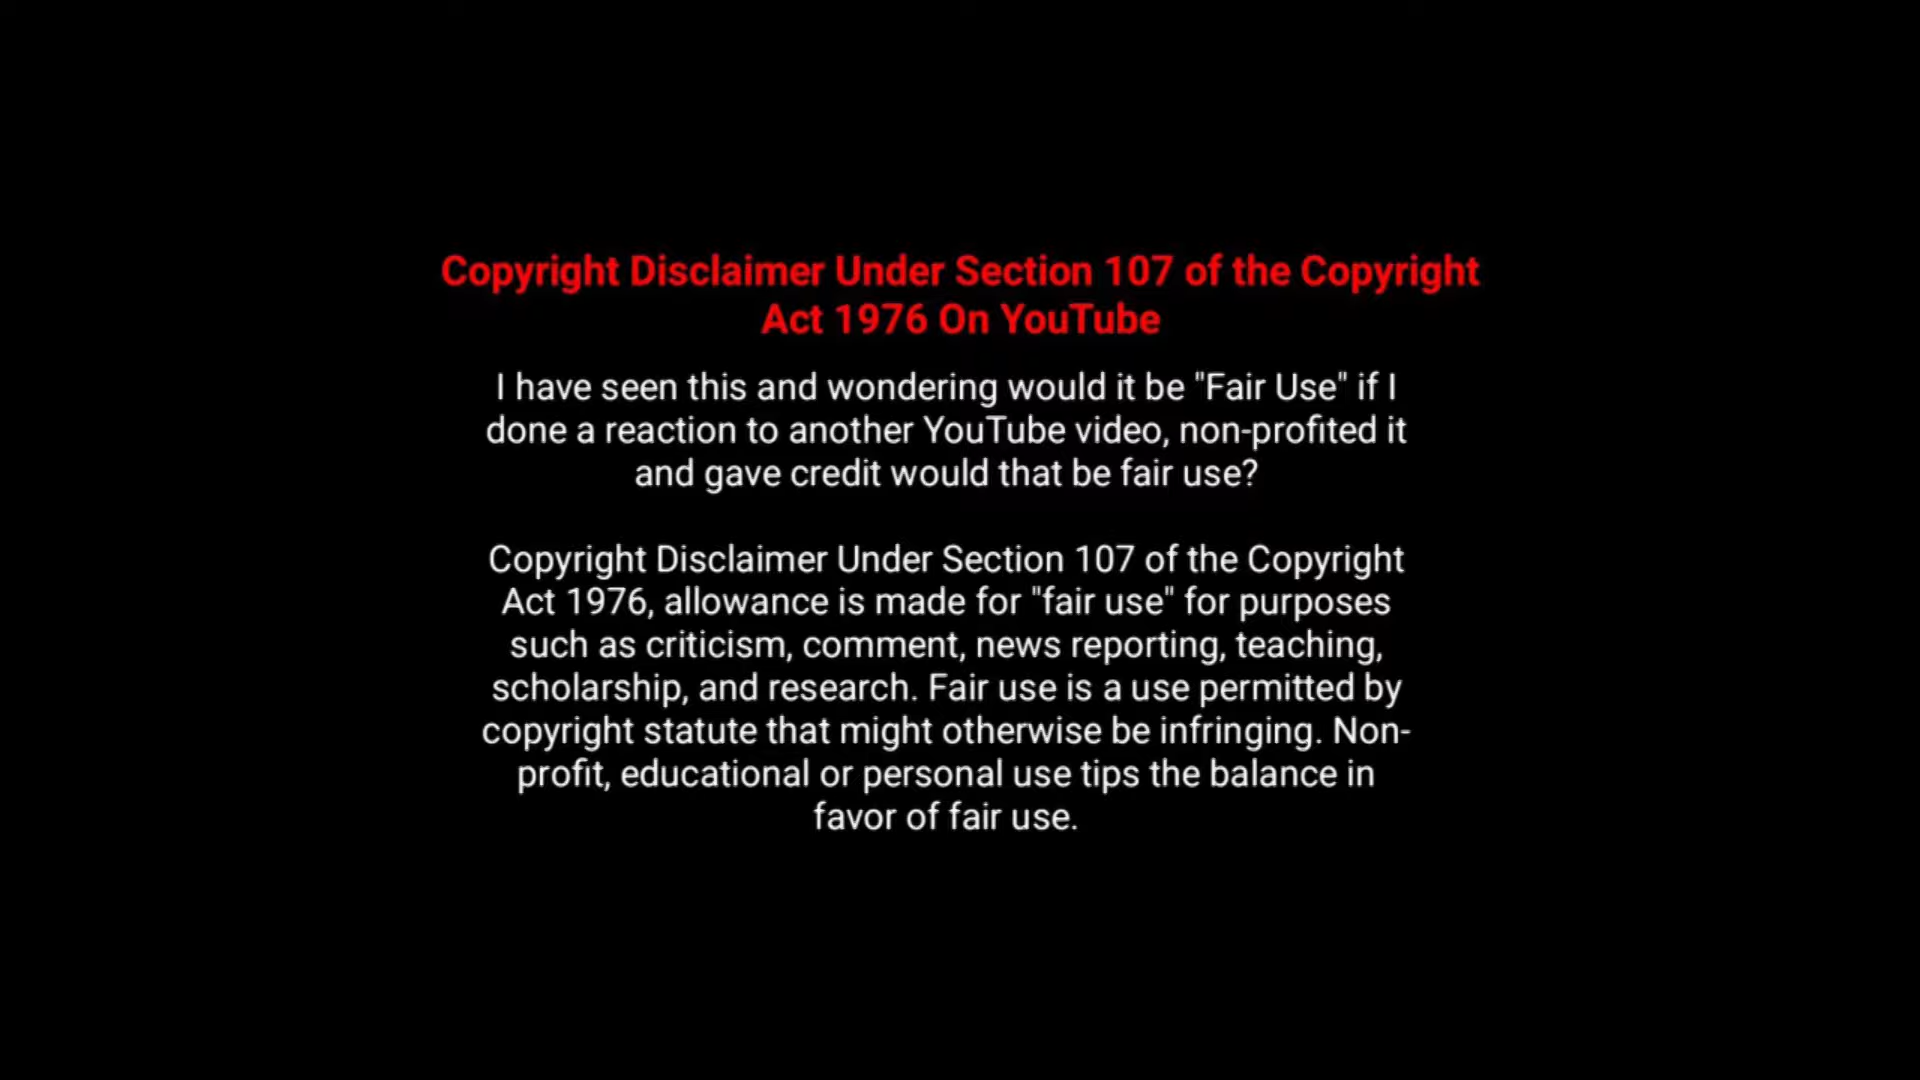 Copyright Disclaimer Under Section 107 of the Copyright
Act 1976 On YouTube
I have seen this and wondering would it be "Fair Use" if I
done a reaction to another YouTube video, non-profited it
and gave credit would that be fair use?
Copyright Disclaimer Under Section 107 of the Copyright
Act 1976, allowance is made for "fair use" for purposes
such as criticism, comment, news reporting, teaching,
scholarship, and research. Fair use is a use permitted by
copyright statute that might otherwise be infringing. Non-
profit, educational or personal use tips the balance in
favor of fair use.